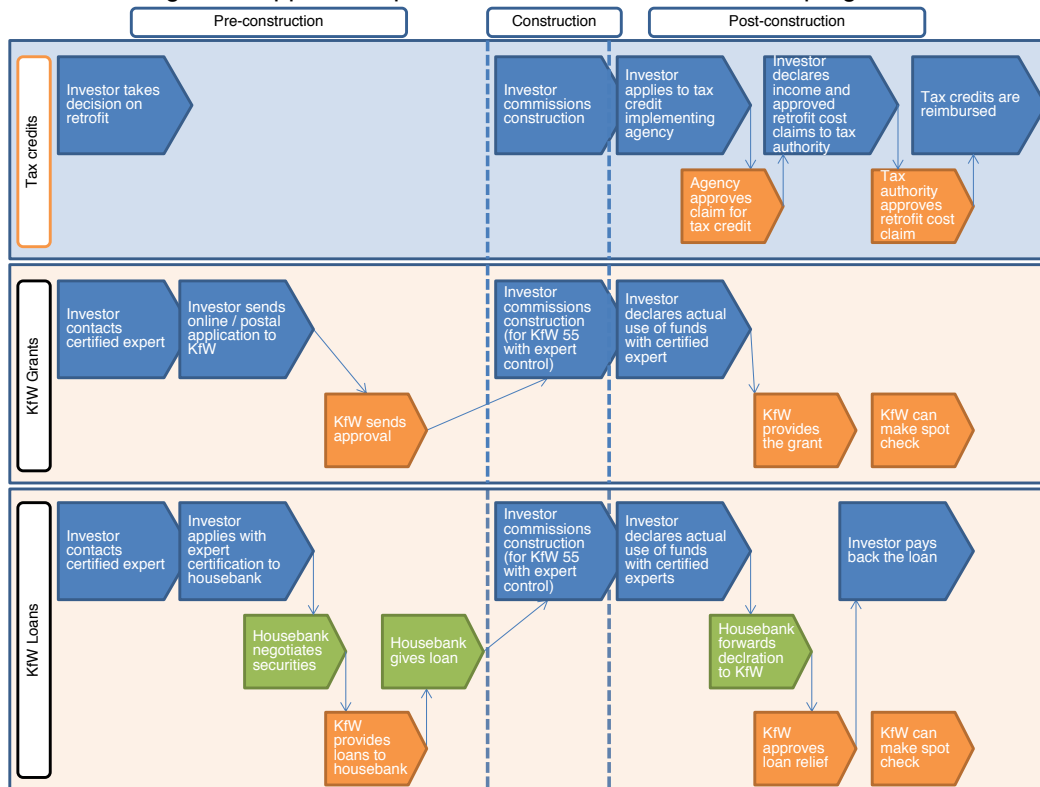 Pre-construction
Construction
Post-construction
Tax credits
Investor takes
decision on
retrofit
Investor
commissions
construction
Investor
applies to tax
credit
implementing
agency
Investor
declares
income and
approved
retrofit cost
claims to tax
authority
Tax credits are
reimbursed
Agency
approves
claim for
tax credit
Tax
authority
approves
retrofit cost
claim
KfW Grants
Investor
contacts
certified expert
Investor sends
online / postal
application to
KfW
Investor
commissions
construction
(for KfW 55
with expert
control)
Investor
declares actual
use of funds
with certified
expert
KfW sends
approval
KfW
provides
the grant
KfW can
make spot
check
KfW Loans
Investor
contacts
certified expert
Investor
applies with
expert
certification to
housebank
Investor
commissions
construction
(for KfW 55
with expert
control)
Investor
declares actual
use of funds
with certified
experts
Investor pays
back the loan
Housebank
negotiates
securities
Housebank
gives loan
Housebank
forwards
declration
to KfW
KfW
provides
loans to
housebank
KfW
approves
loan relief
KfW can
make spot
check